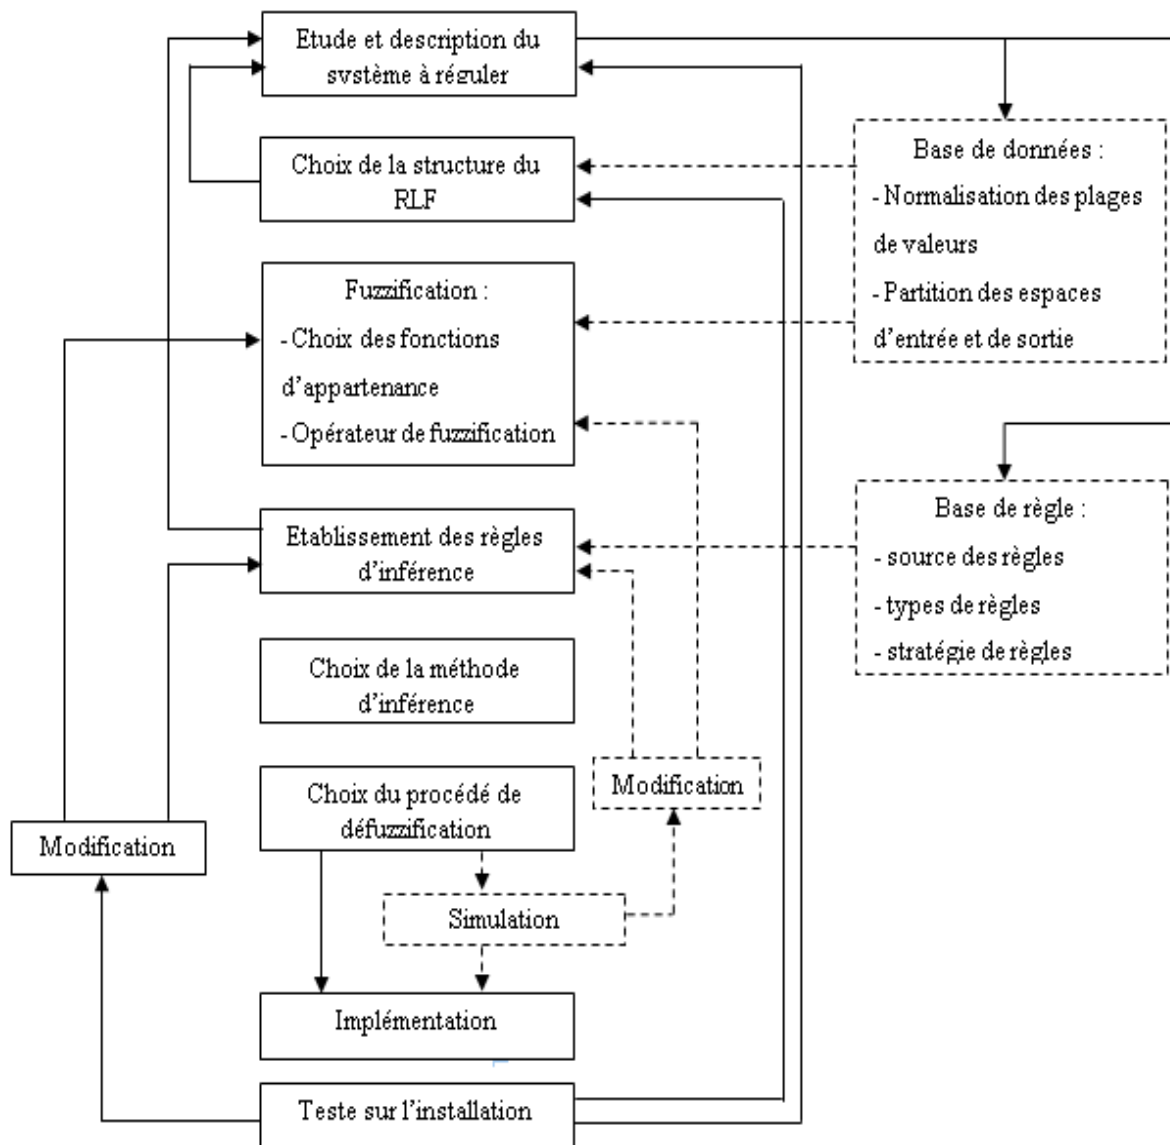 Etude et description du
système à réguler
Choix de la structure du
RLF
Fuzzification :
- Choix des fonctions
d'appartenance
- Opérateur de fuzzification
Etablissement des règles
d'inférence
Choix de la méthode
d'inférence
Choix du procédé de
défuzzification
Simulation
Implémentation
Teste sur l'installation
Modification
Modification
Base de données :
- Normalisation des plages
de valeurs
- Partition des espaces
d'entrée et de sortie
Base de règle :
- source des règles
- types de règles
- stratégie de règles